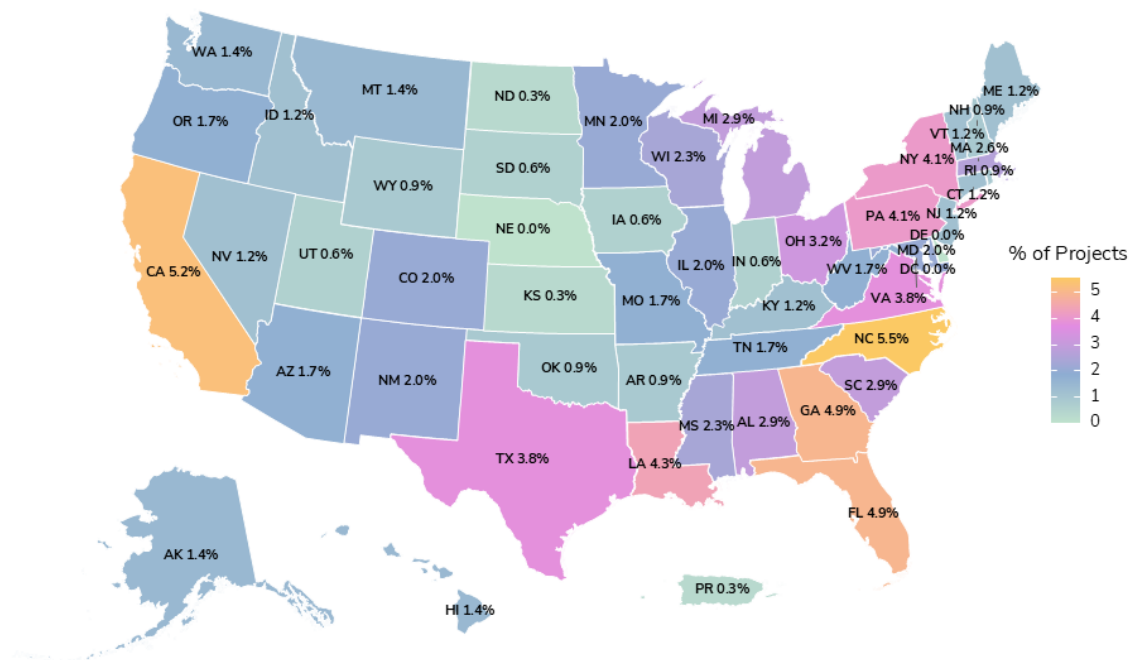 WA 1.4%
MT 1.4%
ME 1.2%
ND 0.3%
NH 0.9%
ID 1.2%
OR 1.7%
MN 2.0%
MI 2.9%
VT 1.2%
MA 2.6%
WI 2.3%
NY 4.1%
SD 0.6%
RI 0.9%
WY 0.9%
CT 1.2%
IA 0.6%
PA 4.1%
NJ 1.2%
NE 0.0%
DE 0.0%
OH 3.2%
MD 2.0%
NV 1.2%
UT 0.6%
% of Projects
IN 0.6%
IL 2.0%
WV 1.7%
DC 0.0%
CA 5.2%
CO 2.0%
5
KS 0.3%
VA 3.8%
MO 1.7%
KY 1.2%
4
NC 5.5%
3
TN 1.7%
OK 0.9%
2
AZ 1.7%
NM 2.0%
AR 0.9%
SC 2.9%
1
GA 4.9%
0
MS 2.3%
AL 2.9%
TX 3.8%
LA 4.3%
FL 4.9%
AK 1.4%
PR 0.3%
HI 1.4%